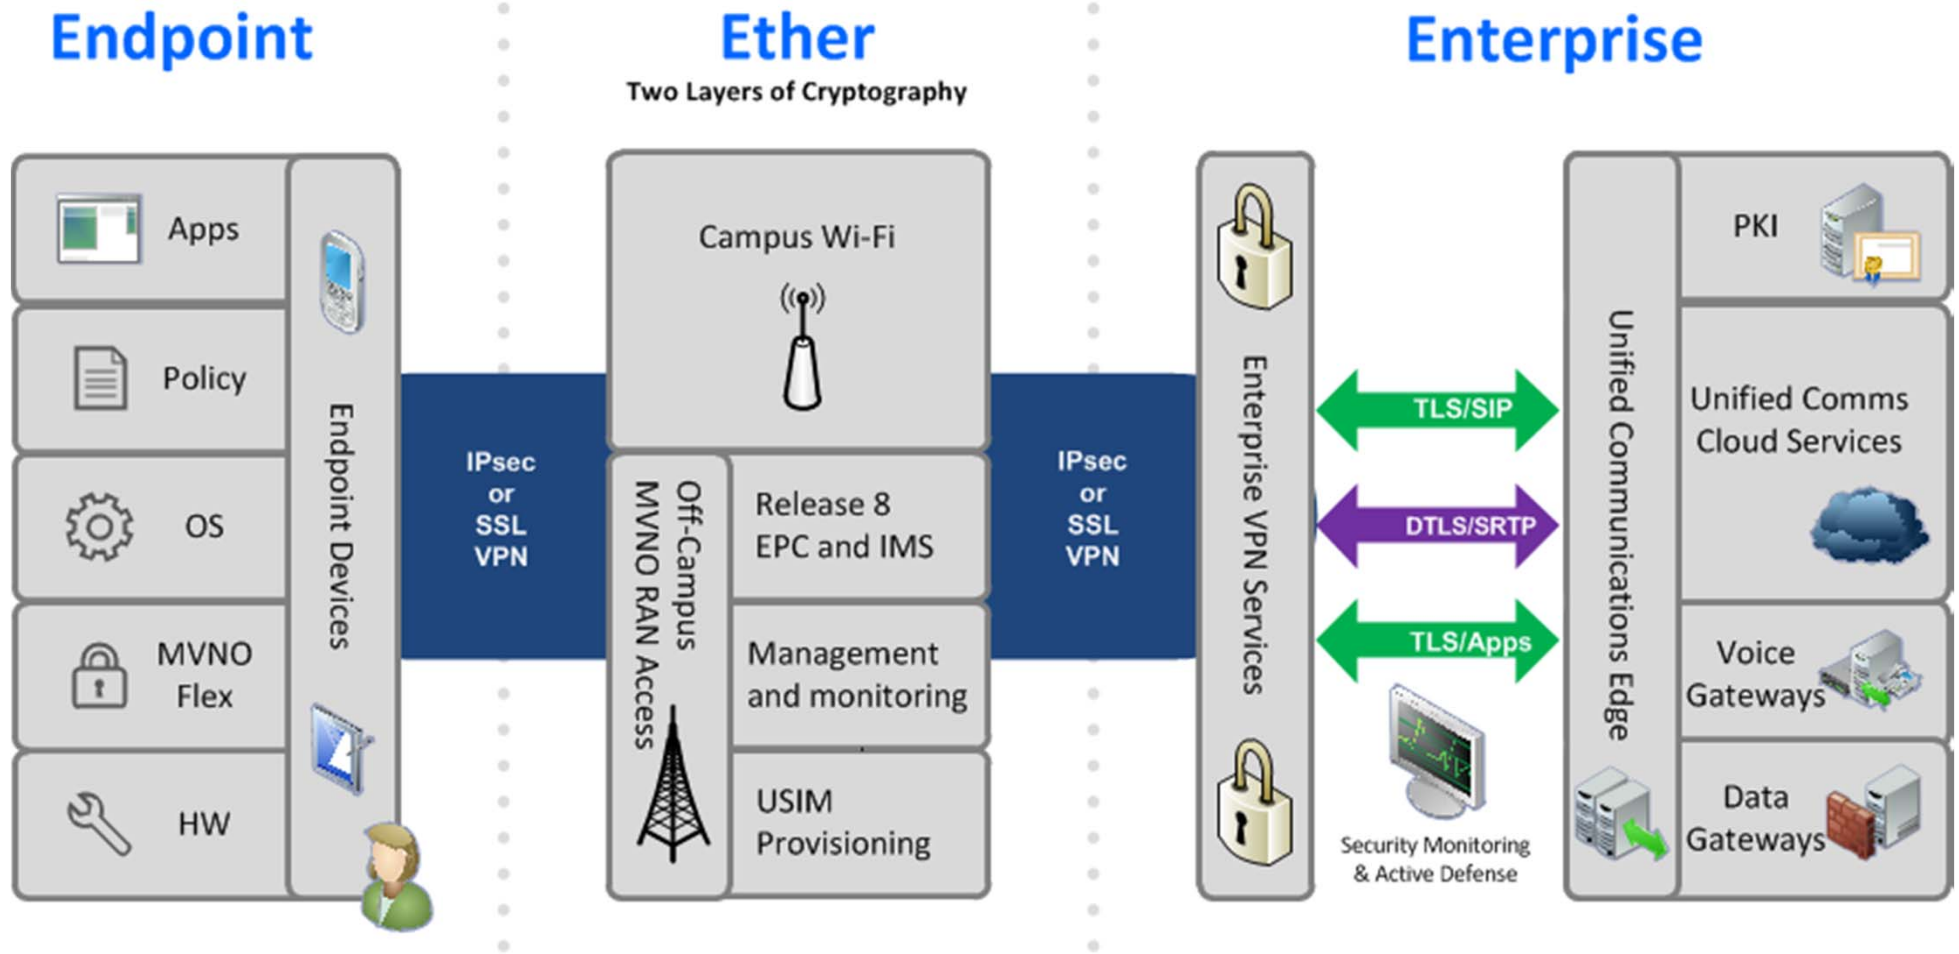 Endpoint
Ether
Enterprise
Two Layers of Cryptography
Apps
Policy
OS
MVNO
Flex
HW
Endpoint Devices
IPsec
or
SSL
VPN
Campus Wi-Fi
Off-Campus
MVNO RAN Access
Release 8
EPC and IMS
Management
and monitoring
USIM
Provisioning
IPsec
or
SSL
VPN
Enterprise VPN Services
TLS/SIP
DTLS/SRTP
TLS/Apps
Security Monitoring
& Active Defense
Unified Communications Edge
PKI
Unified Comms
Cloud Services
Voice
Gateways
Data
Gateways